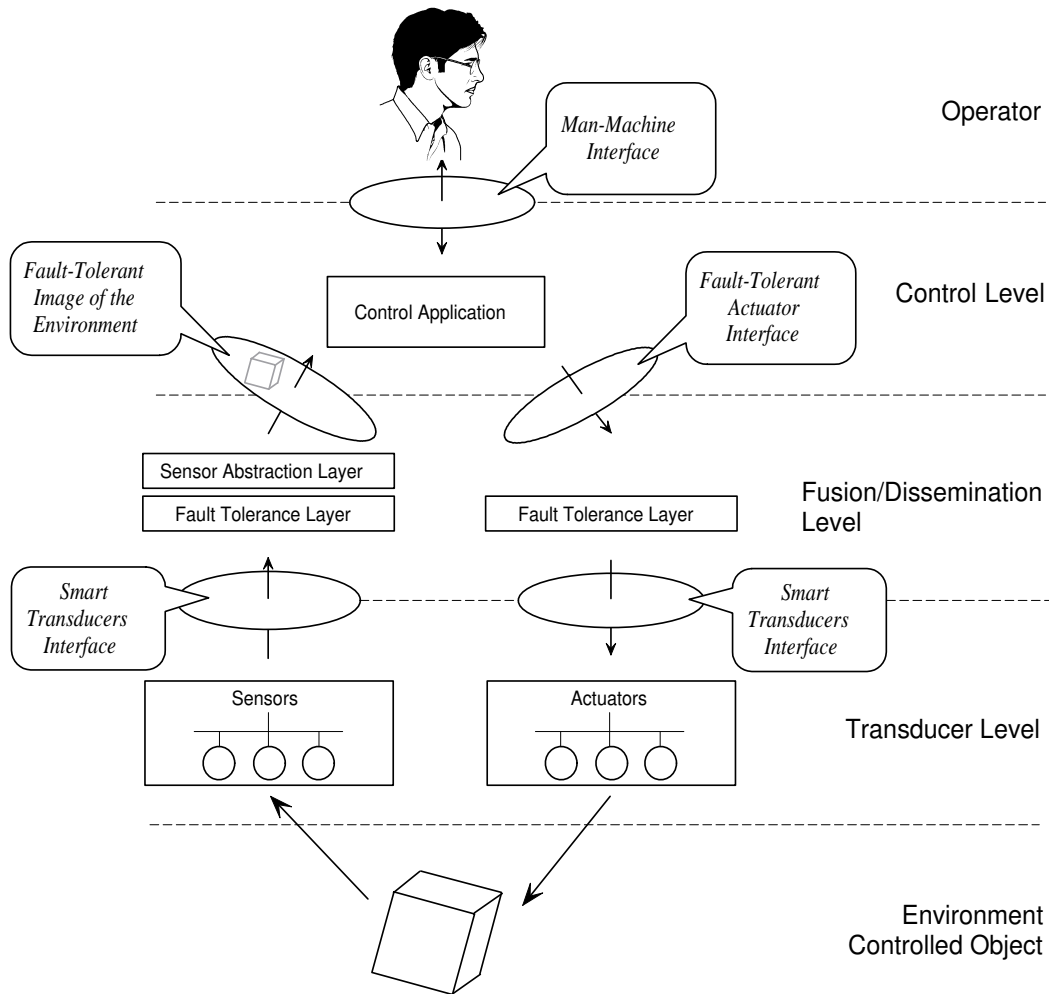 Operator
Man-Machine
Interface
Fault-Tolerant
Image of the
Environment
Control Application
Fault-Tolerant
Actuator
Interface
Control Level
Sensor Abstraction Layer
Fault Tolerance Layer
Fault Tolerance Layer
Fusion/Dissemination
Level
Smart
Transducers
Interface
Smart
Transducers
Interface
Sensors
Actuators
Transducer Level
Environment
Controlled Object